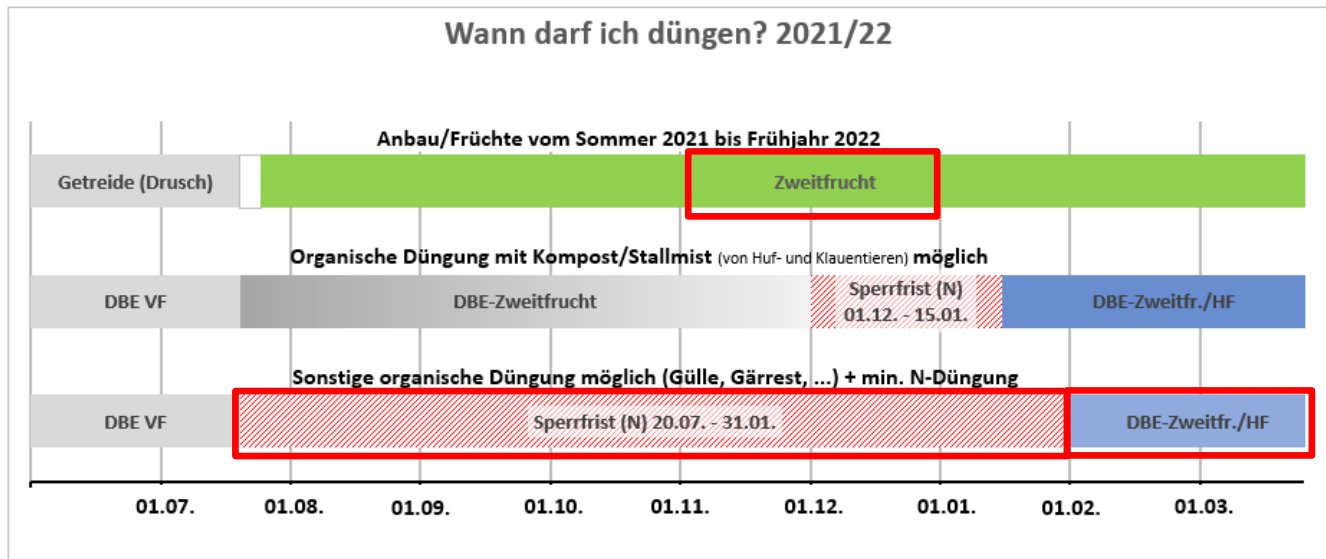 Wann darf ich düngen? 2021/22
Anbau/Früchte vom Sommer 2021 bis Frühjahr 2022
Getreide (Drusch)
Zweitfrucht
Organische Düngung mit Kompost/Stallmist (von Huf- und Klauentieren) möglich
DBE VF
DBE-Zweitfrucht
Sperrfrist (N)
01.12. - 15.01.
DBE-Zweitfr./HF
Sonstige organische Düngung möglich (Gülle, Gärrest, ...) + min. N-Düngung
DBE VF
Sperrfrist (N) 20.07. - 31.01.
DBE-Zweitfr./HF
01.07. 01.08. 01.09. 01.10. 01.11. 01.12. 01.01. 01.02. 01.03.